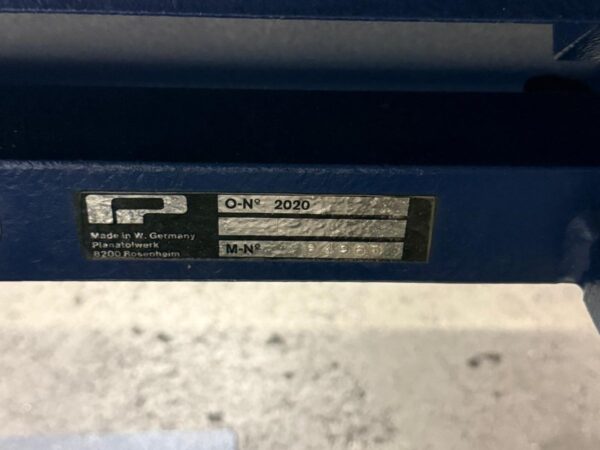 O-Nº 2020
Made in W. Germany
Planatolwerk
8200 Rosenheim
M-Nº